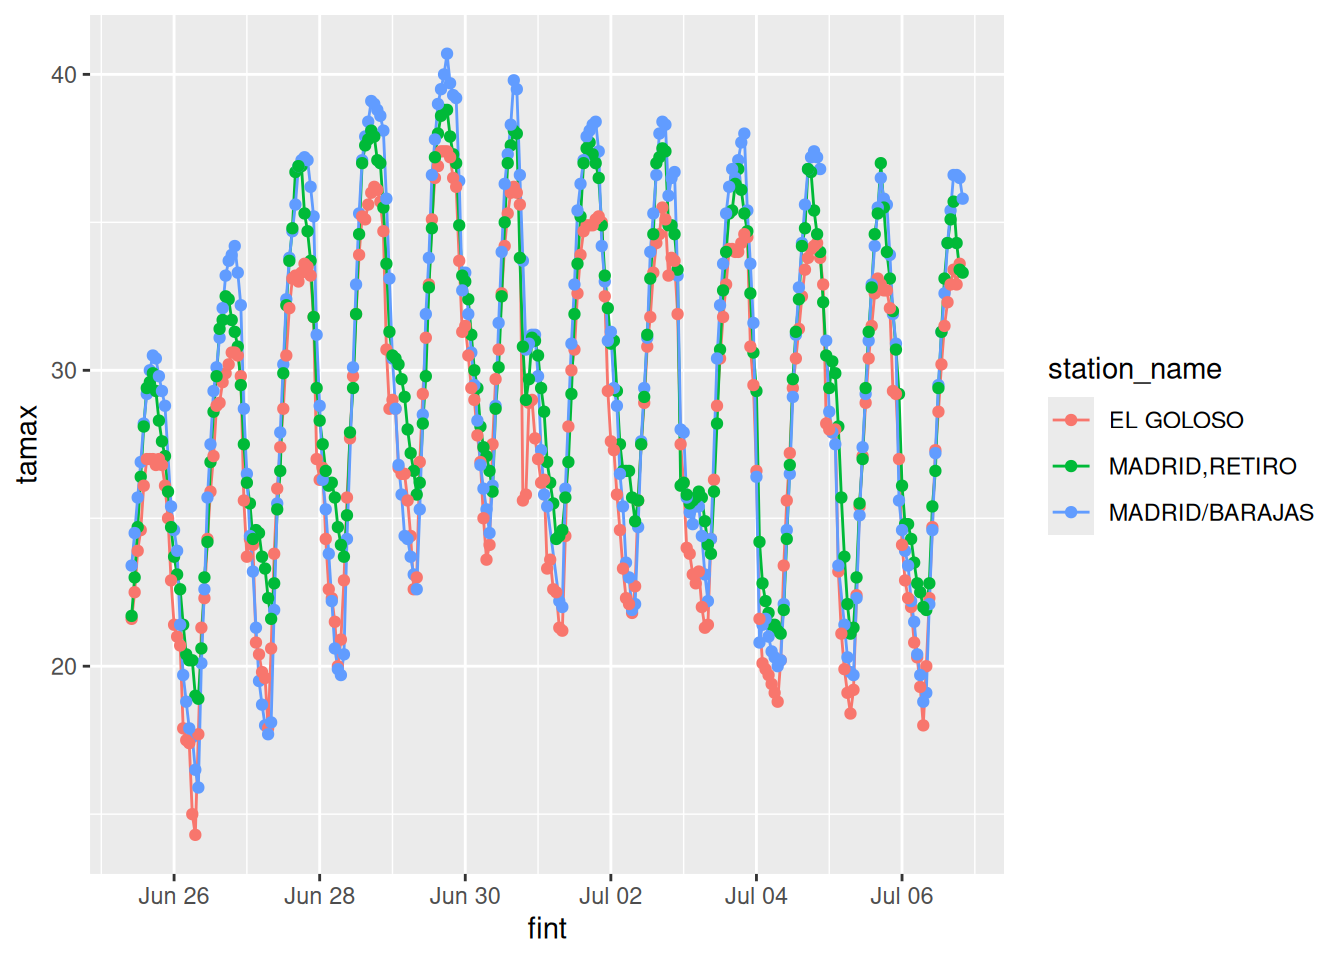 40
30
20
tamax
Jun 26
Jun 28
Jun 30
Jul 02
Jul 04
Jul 06
fint
station_name
EL GOLOSO
MADRID,RETIRO
MADRID/BARAJAS